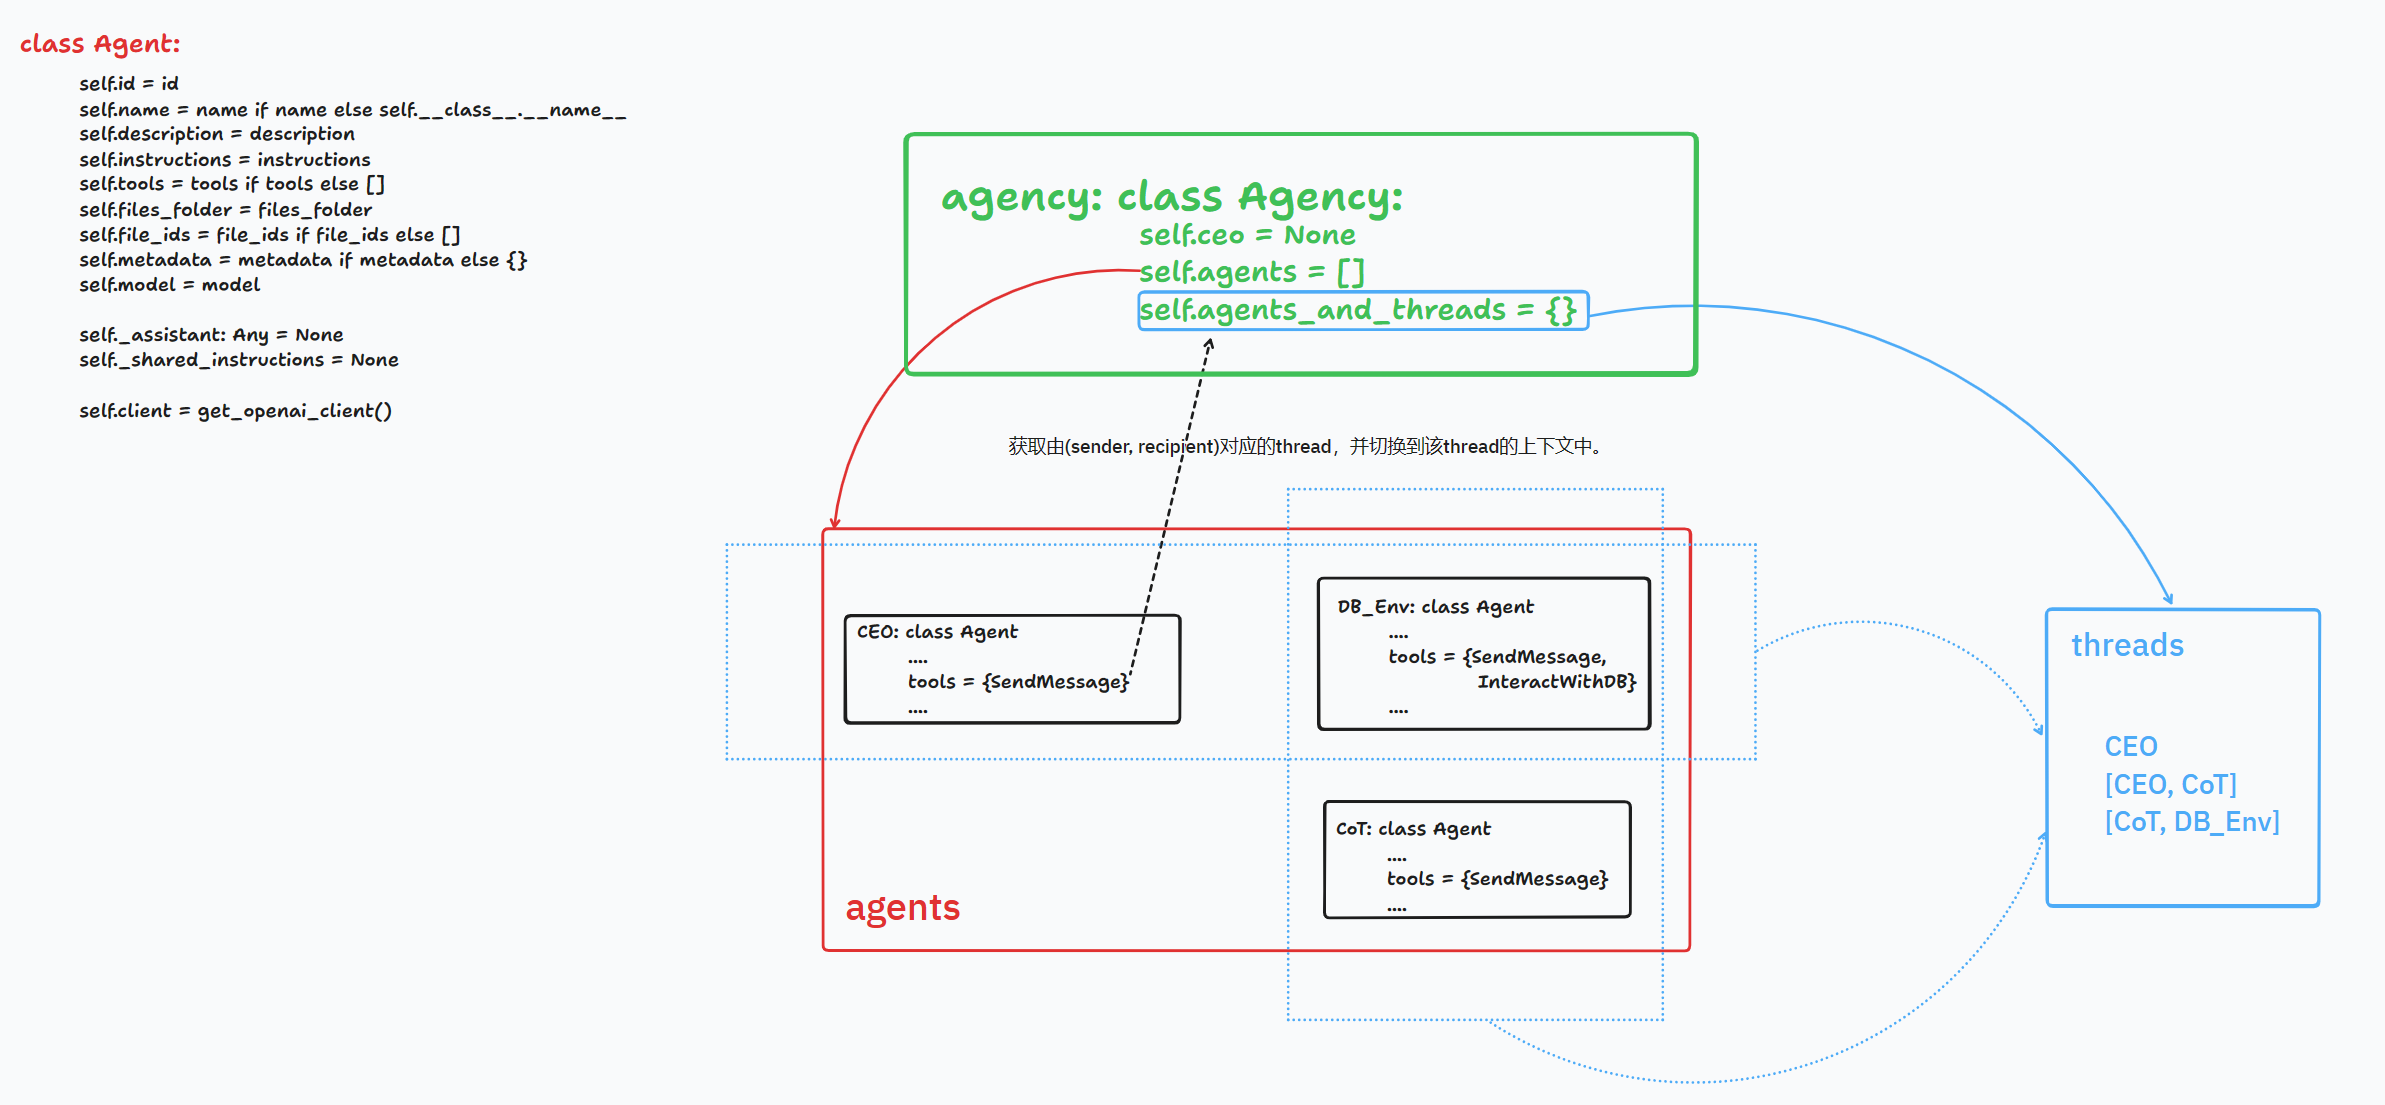 class Agent:
self.id = id
self.name = name if name else self.__class__.__name__
self.description = description
self.instructions = instructions
self.tools = tools if tools else []
self.files_folder = files_folder
self.file_ids = file_ids if file_ids else []
self.metadata = metadata if metadata else {}
self.model = model
self._assistant: Any = None
self._shared_instructions = None
self.client = get_openai_client()
agency: class Agency:
self.ceo = None
self.agents = []
self.agents_and_threads = {}
获取由(sender, recipient)对应的thread，并切换到该thread的上下文中。
CEO: class Agent
....
tools = {SendMessage}
....
DB_Env: class Agent
....
tools = {SendMessage,
InteractWithDB}
....
CoT: class Agent
....
tools = {SendMessage}
....
agents
threads
CEO
[CEO, CoT]
[CoT, DB_Env]